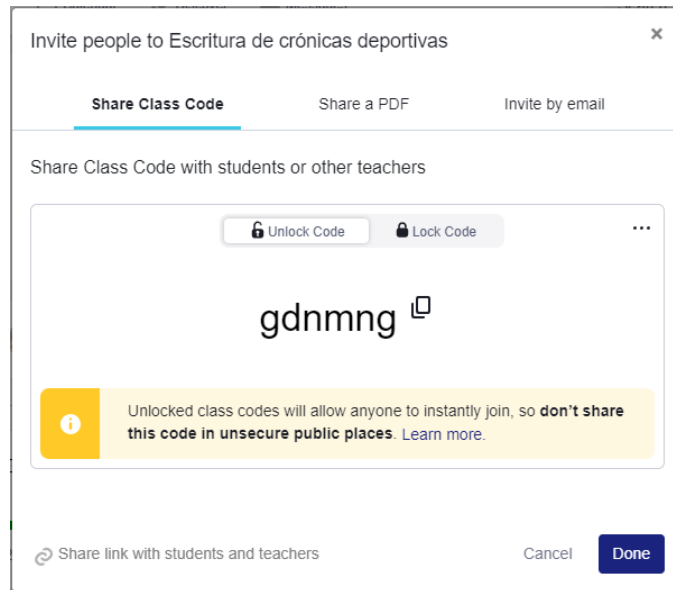 Invite people to Escritura de crónicas deportivas
Share Class Code
Share a PDF
Invite by email
Share Class Code with students or other teachers
Unlock Code
Lock Code
gdnmng
Unlocked class codes will allow anyone to instantly join, so don't share
this code in unsecure public places. Learn more.
Share link with students and teachers
Cancel
Done